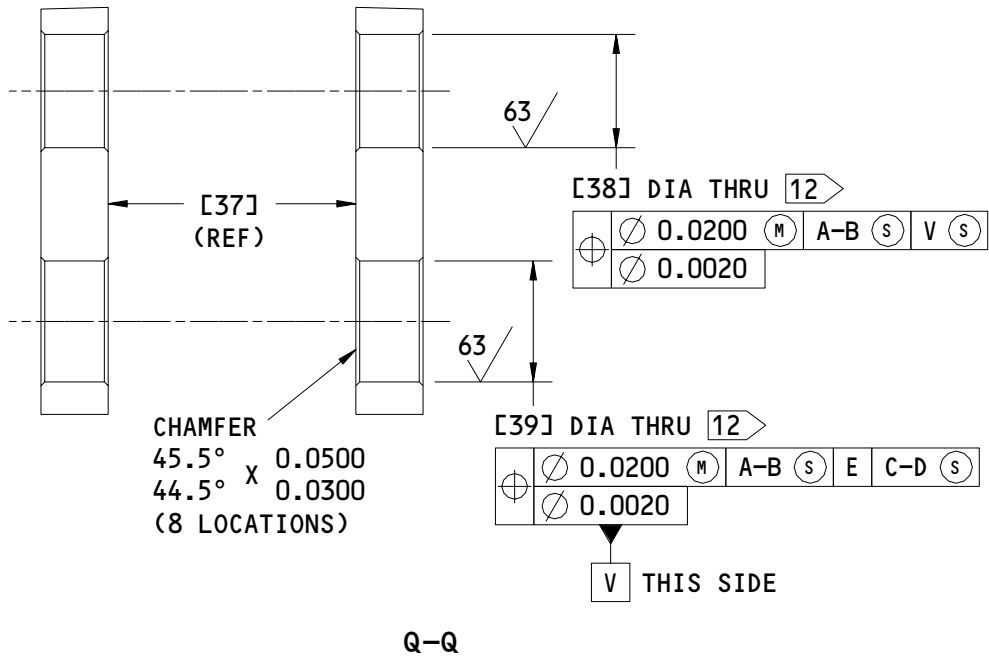 63
[38] DIA THRU 12
⌖ ∅ 0.0200 Ⓜ A-B Ⓢ V Ⓢ
∅ 0.0020
[37]
(REF)
63
[39] DIA THRU 12
⌖ ∅ 0.0200 Ⓜ A-B Ⓢ E C-D Ⓢ
∅ 0.0020
V THIS SIDE
CHAMFER
45.5° X 0.0500
44.5° 0.0300
(8 LOCATIONS)
Q-Q